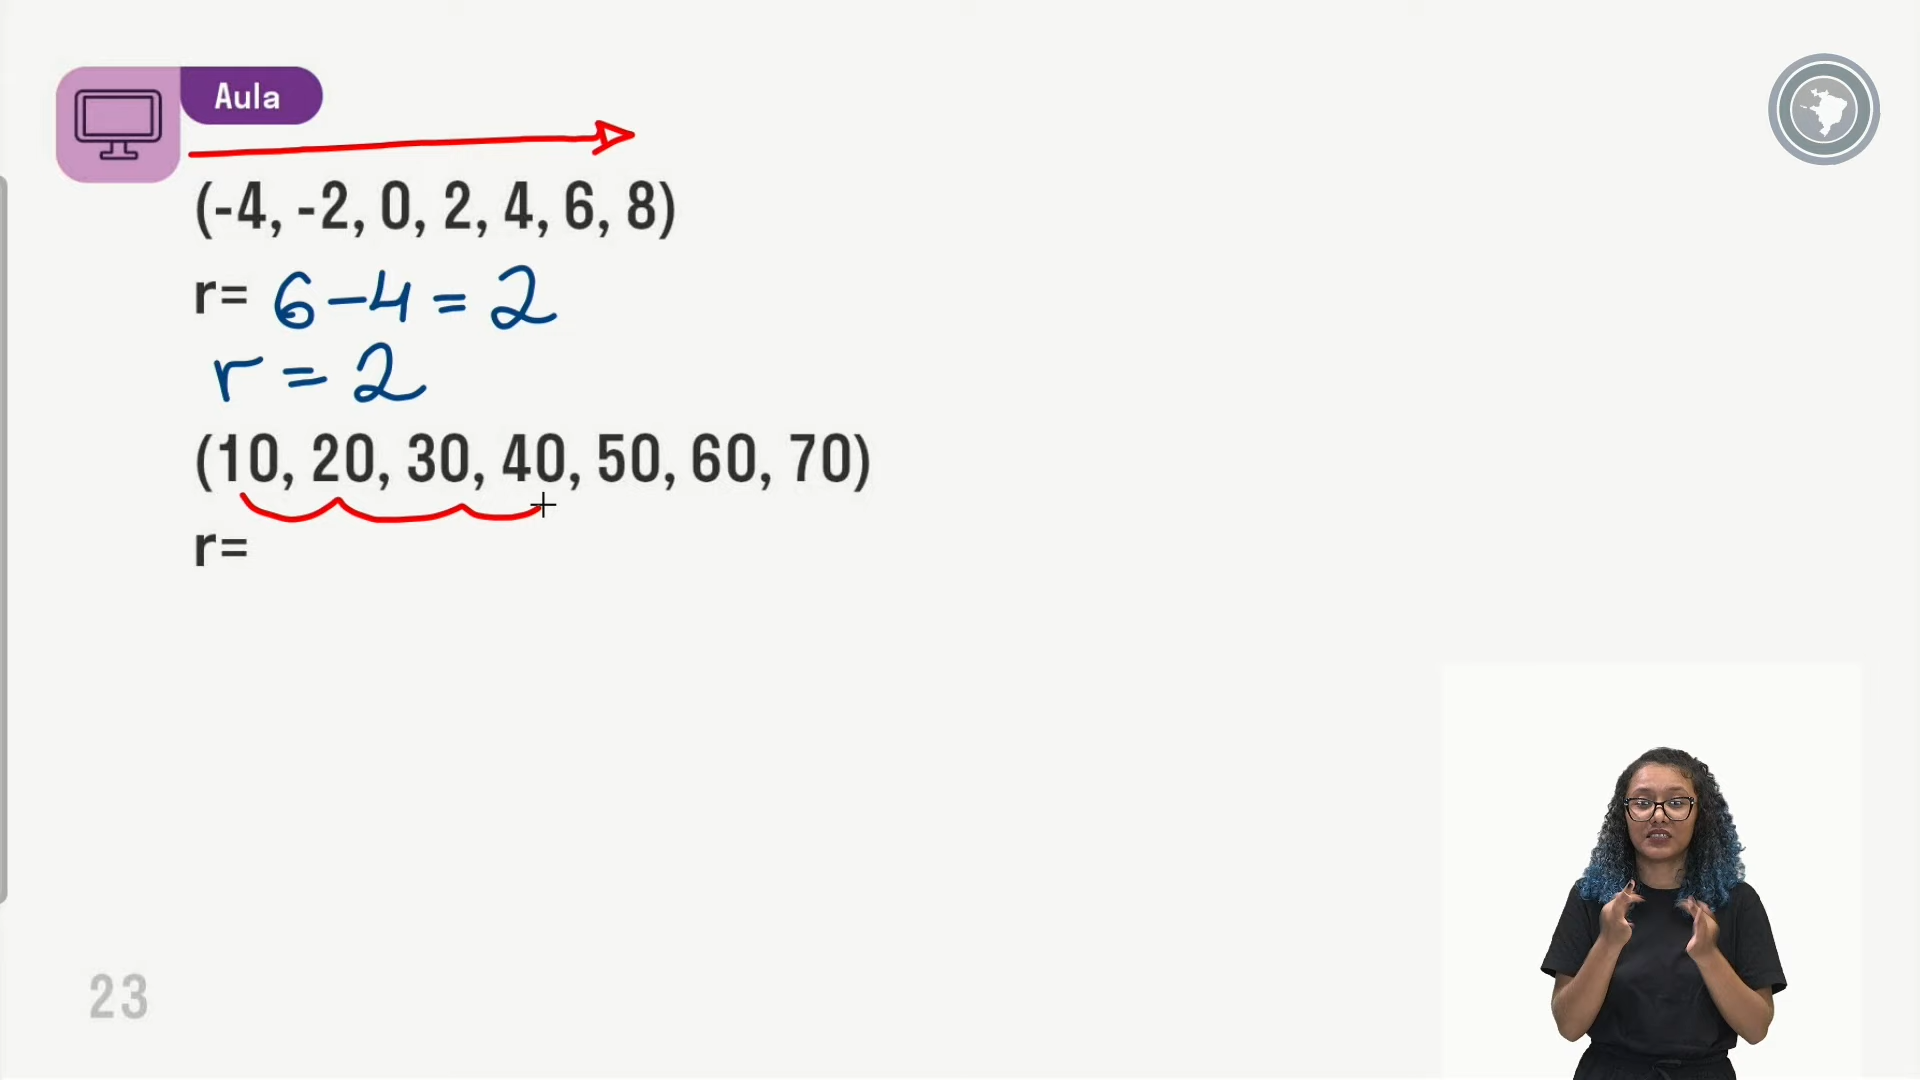 Aula
(-4, -2, 0, 2, 4, 6, 8)
r= 6-4 = 2
r = 2
(10, 20, 30, 40, 50, 60, 70)
r=
23